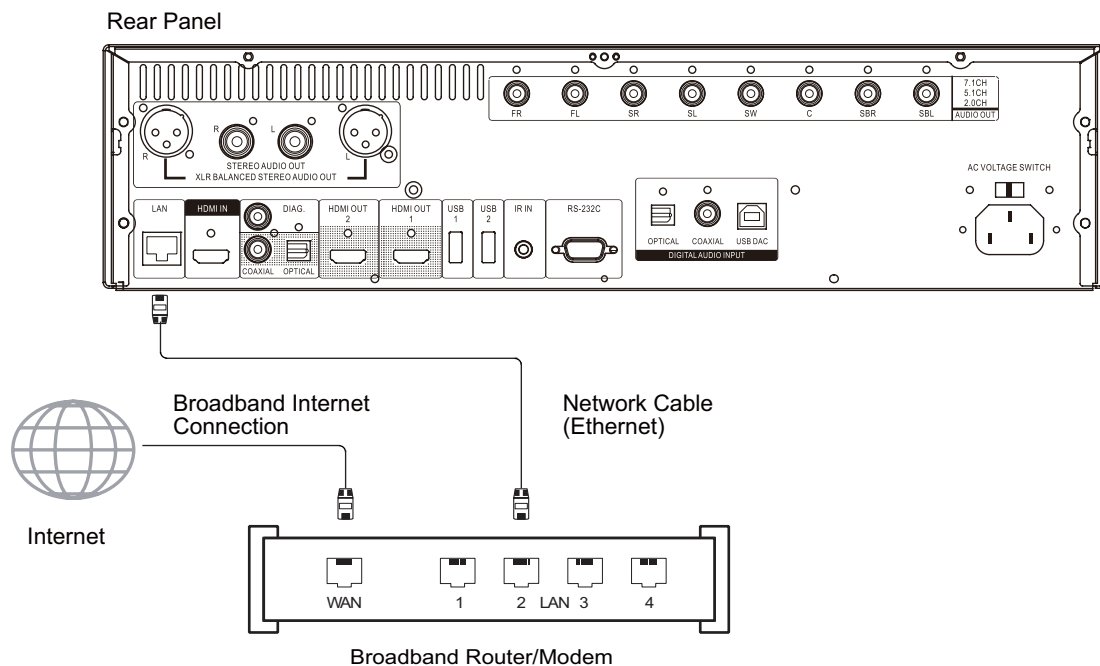 Rear Panel
FR FL SR SL SW C SBR SBL
7.1CH
5.1CH
2.0CH
AUDIO OUT
R L
R L
STEREO AUDIO OUT
XLR BALANCED STEREO AUDIO OUT
AC VOLTAGE SWITCH
LAN HDMI IN DIAG. HDMI OUT 2 HDMI OUT 1 USB 1 USB 2 IR IN RS-232C
COAXIAL OPTICAL
OPTICAL COAXIAL USB DAC
DIGITAL AUDIO INPUT
Broadband Internet
Connection
Network Cable
(Ethernet)
Internet
WAN 1 2 LAN 3 4
Broadband Router/Modem